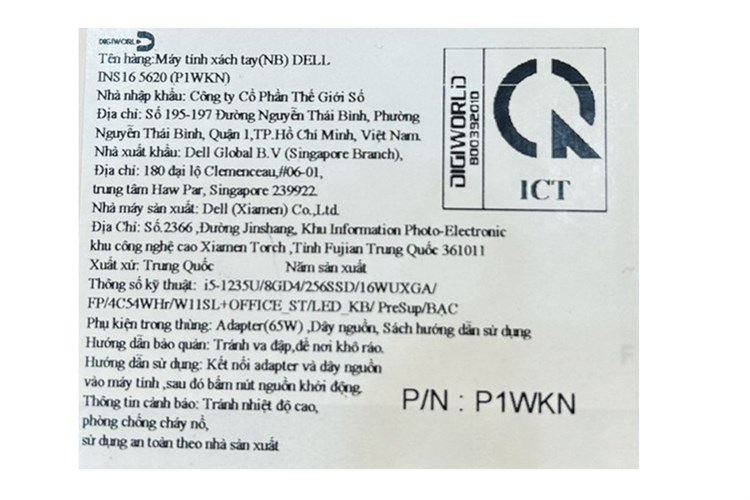 DIGIWORLD
Tên hàng:Máy tính xách tay(NB) DELL
INS16 5620 (P1WKN)
Nhà nhập khẩu: Công ty Cổ Phần Thế Giới Số
Địa chỉ: Số 195-197 Đường Nguyễn Thái Bình, Phường
Nguyễn Thái Bình, Quận 1,TP.Hồ Chí Minh, Việt Nam.
Nhà xuất khẩu: Dell Global B.V (Singapore Branch),
Địa chỉ: 180 đại lộ Clemenceau,#06-01,
trung tâm Haw Par, Singapore 239922.
Nhà máy sản xuất: Dell (Xiamen) Co.,Ltd.
Địa Chỉ: Số.2366 ,Đường Jinshang, Khu Information Photo-Electronic
khu công nghệ cao Xiamen Torch ,Tỉnh Fujian Trung Quốc 361011
Xuất xứ: Trung Quốc Năm sản xuất
Thông số kỹ thuật: i5-1235U/8GD4/256SSD/16WUXGA/
FP/4C54WHr/W11SL+OFFICE_ST/LED_KB/ PreSup/BẠC
Phụ kiện trong thùng: Adapter(65W) ,Dây nguồn, Sách hướng dẫn sử dụng
Hướng dẫn bảo quản: Tránh va đập,để nơi khô ráo.
Hướng dẫn sử dụng: Kết nối adapter và dây nguồn
vào máy tính ,sau đó bấm nút nguồn khởi động.
Thông tin cảnh báo: Tránh nhiệt độ cao,
phòng chống cháy nổ,
sử dụng an toàn theo nhà sản xuất
DIGIWORLD
B00392010
ICT
P/N : P1WKN